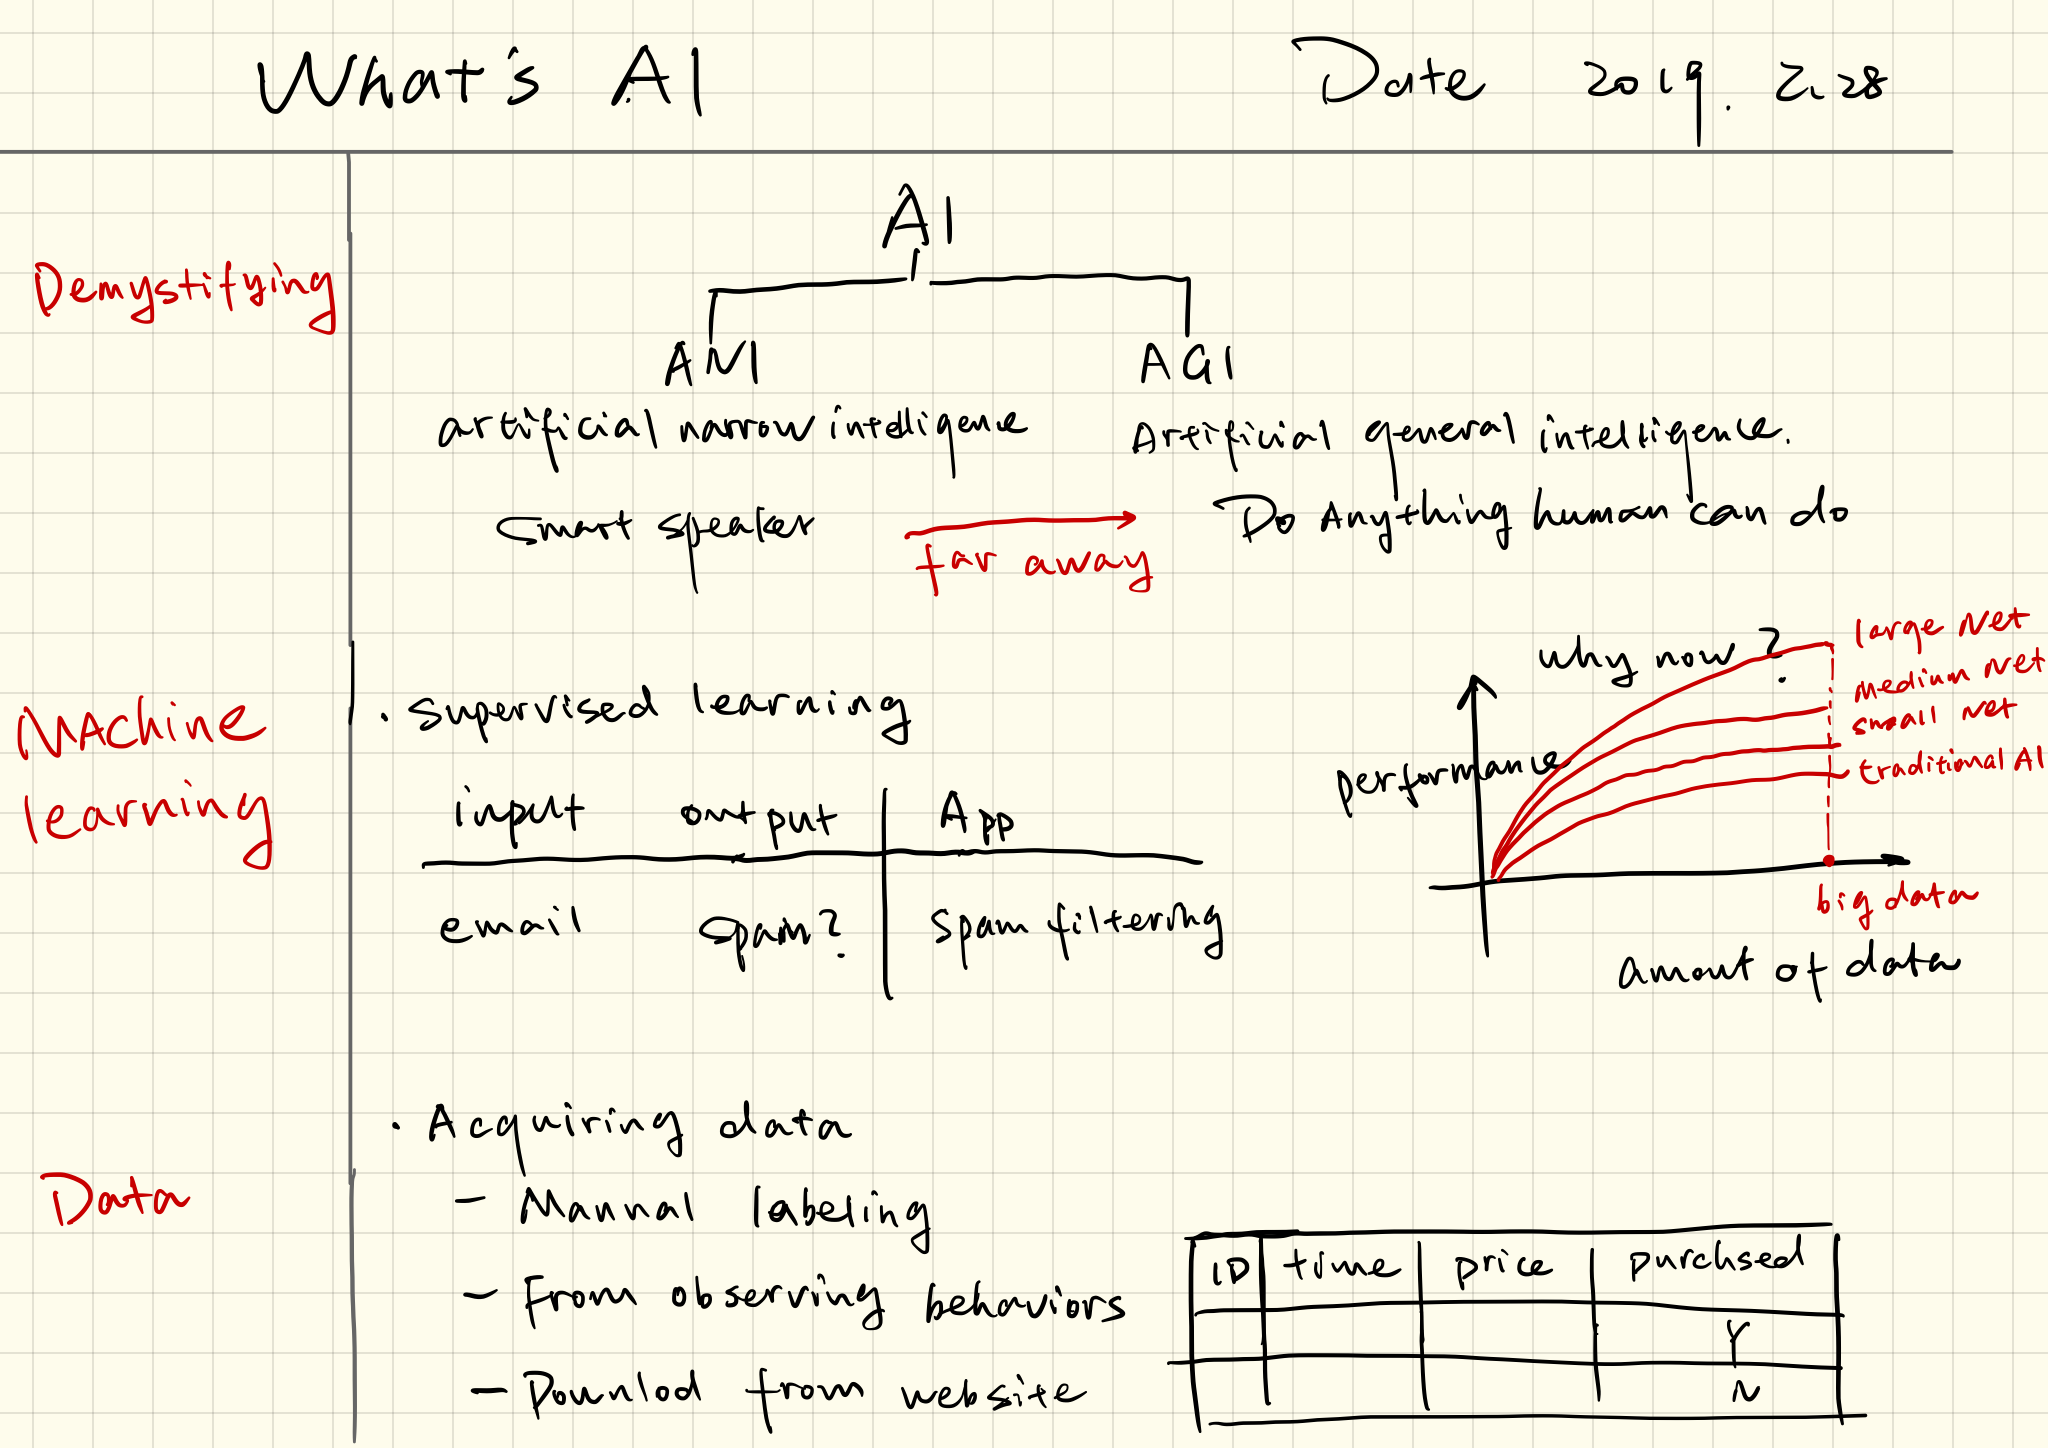 What's AI
Date 2019. 2.28
Demystifying
AI
ANI
AGI
artificial narrow intelligence
Artificial general intelligence.
smart speaker
far away
Do Anything human can do
Machine
learning
· Supervised learning
input output App
email spam? Spam filtering
why now?
performance
large Net
medium Net
small Net
traditional AI
big data
amout of data
Data
· Acquiring data
- Manual labeling
- From observing behaviors
- Downlod from website
ID time price purchsed
Y
N